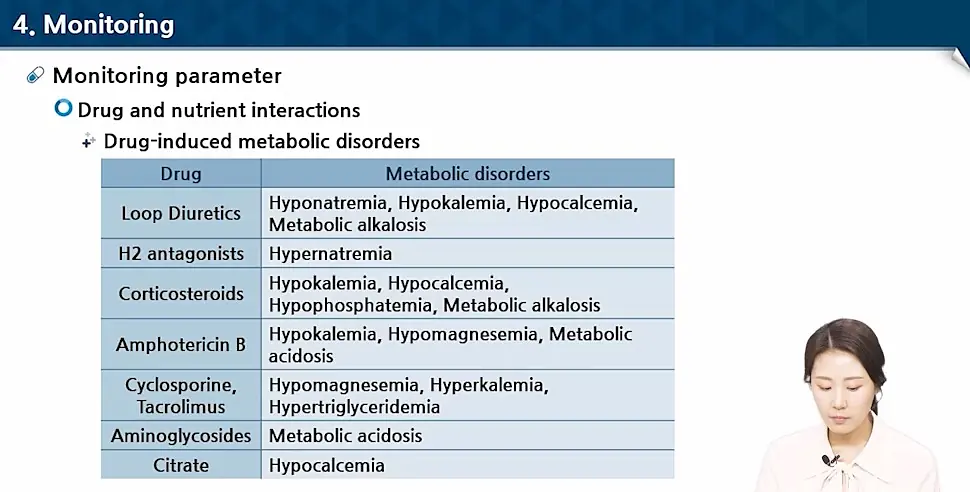 4. Monitoring
Monitoring parameter
Drug and nutrient interactions
Drug-induced metabolic disorders
Drug
Metabolic disorders
Loop Diuretics
Hyponatremia, Hypokalemia, Hypocalcemia,
Metabolic alkalosis
H2 antagonists
Hypernatremia
Corticosteroids
Hypokalemia, Hypocalcemia,
Hypophosphatemia, Metabolic alkalosis
Amphotericin B
Hypokalemia, Hypomagnesemia, Metabolic
acidosis
Cyclosporine,
Tacrolimus
Hypomagnesemia, Hyperkalemia,
Hypertriglyceridemia
Aminoglycosides
Metabolic acidosis
Citrate
Hypocalcemia